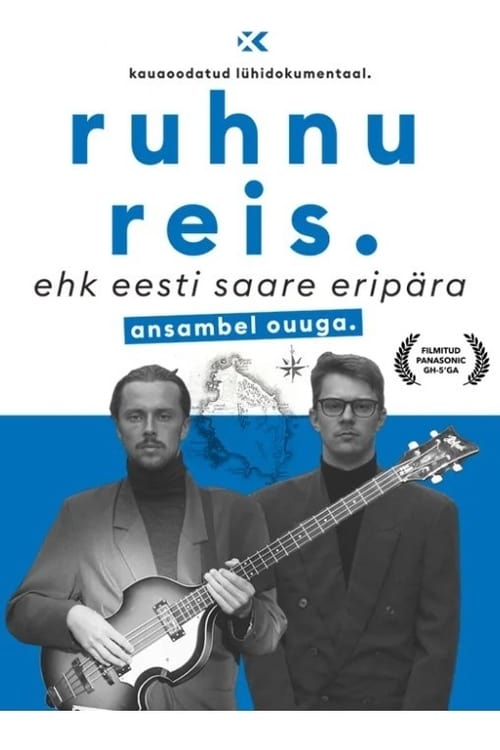 kauaoodatud lühidokumentaal.
ruhnu
reis.
ehk eesti saare eripära
ansambel ouuga.
FILMITUD
PANASONIC
GH-5'GA